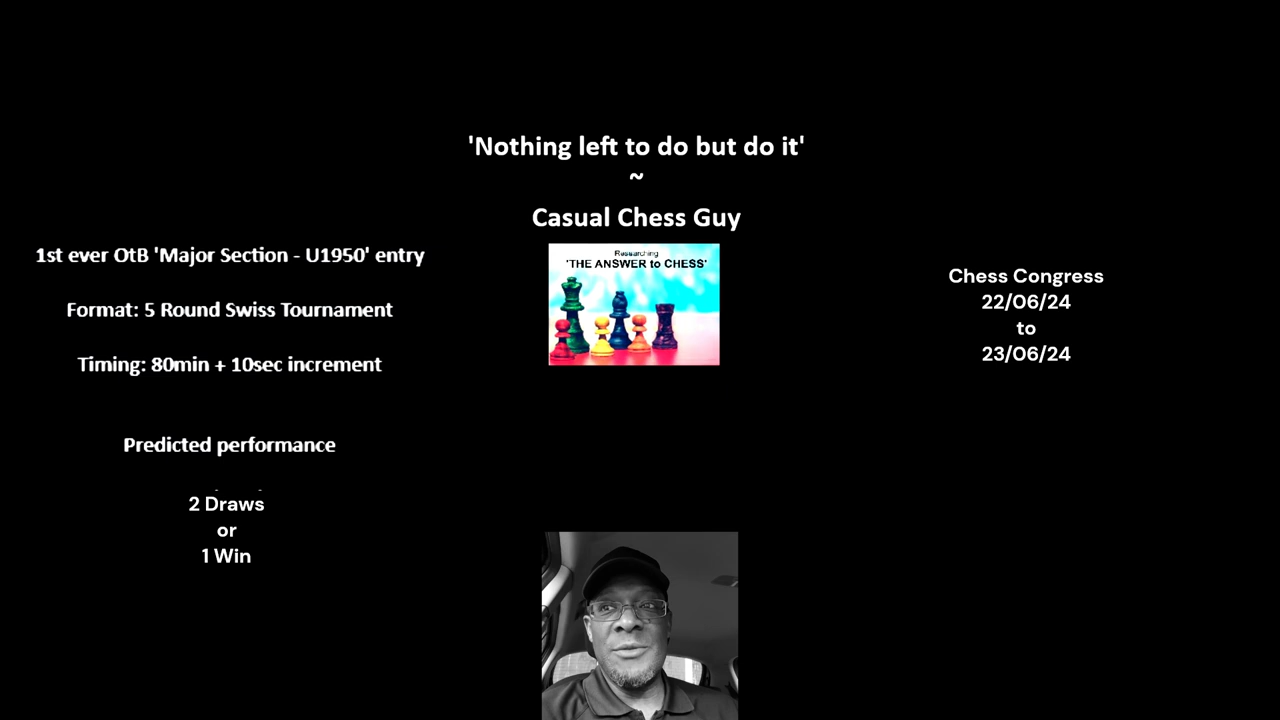 'Nothing left to do but do it'
~
Casual Chess Guy
Researching
'THE ANSWER to CHESS'
1st ever OtB 'Major Section - U1950' entry
Format: 5 Round Swiss Tournament
Timing: 80min + 10sec increment
Predicted performance
2 Draws
or
1 Win
Chess Congress
22/06/24
to
23/06/24